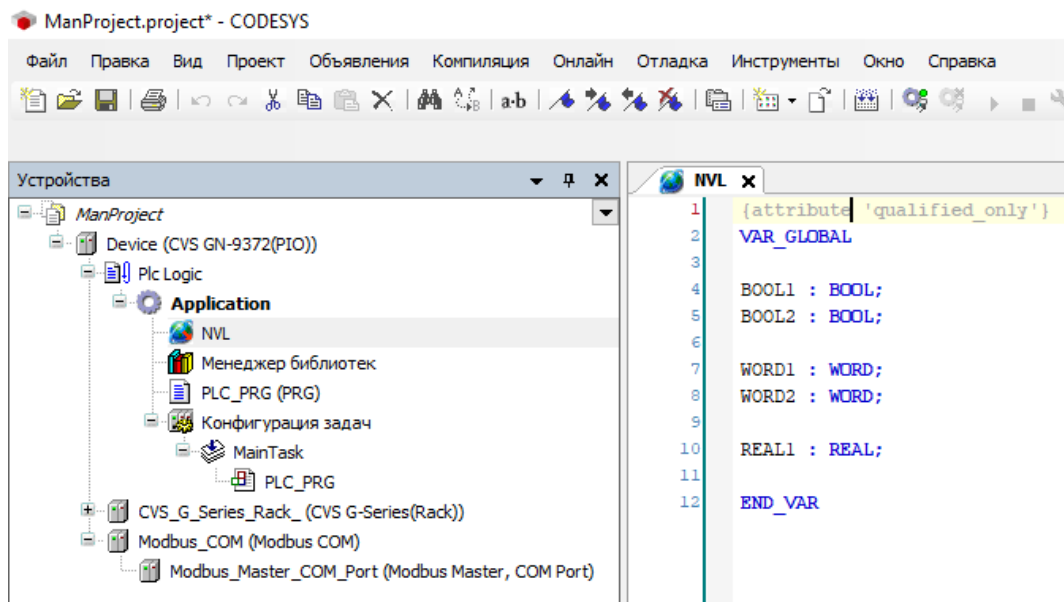 ManProject.project* - CODESYS
Файл Правка Вид Проект Объявления Компиляция Онлайн Отладка Инструменты Окно Справка
Устройства
NVL
ManProject
Device (CVS GN-9372(PIO))
Plc Logic
Application
NVL
Менеджер библиотек
PLC_PRG (PRG)
Конфигурация задач
MainTask
PLC_PRG
CVS_G_Series_Rack_ (CVS G-Series(Rack))
Modbus_COM (Modbus COM)
Modbus_Master_COM_Port (Modbus Master, COM Port)
1 {attribute 'qualified_only'}
2 VAR_GLOBAL
3
4 BOOL1 : BOOL;
5 BOOL2 : BOOL;
6
7 WORD1 : WORD;
8 WORD2 : WORD;
9
10 REAL1 : REAL;
11
12 END_VAR